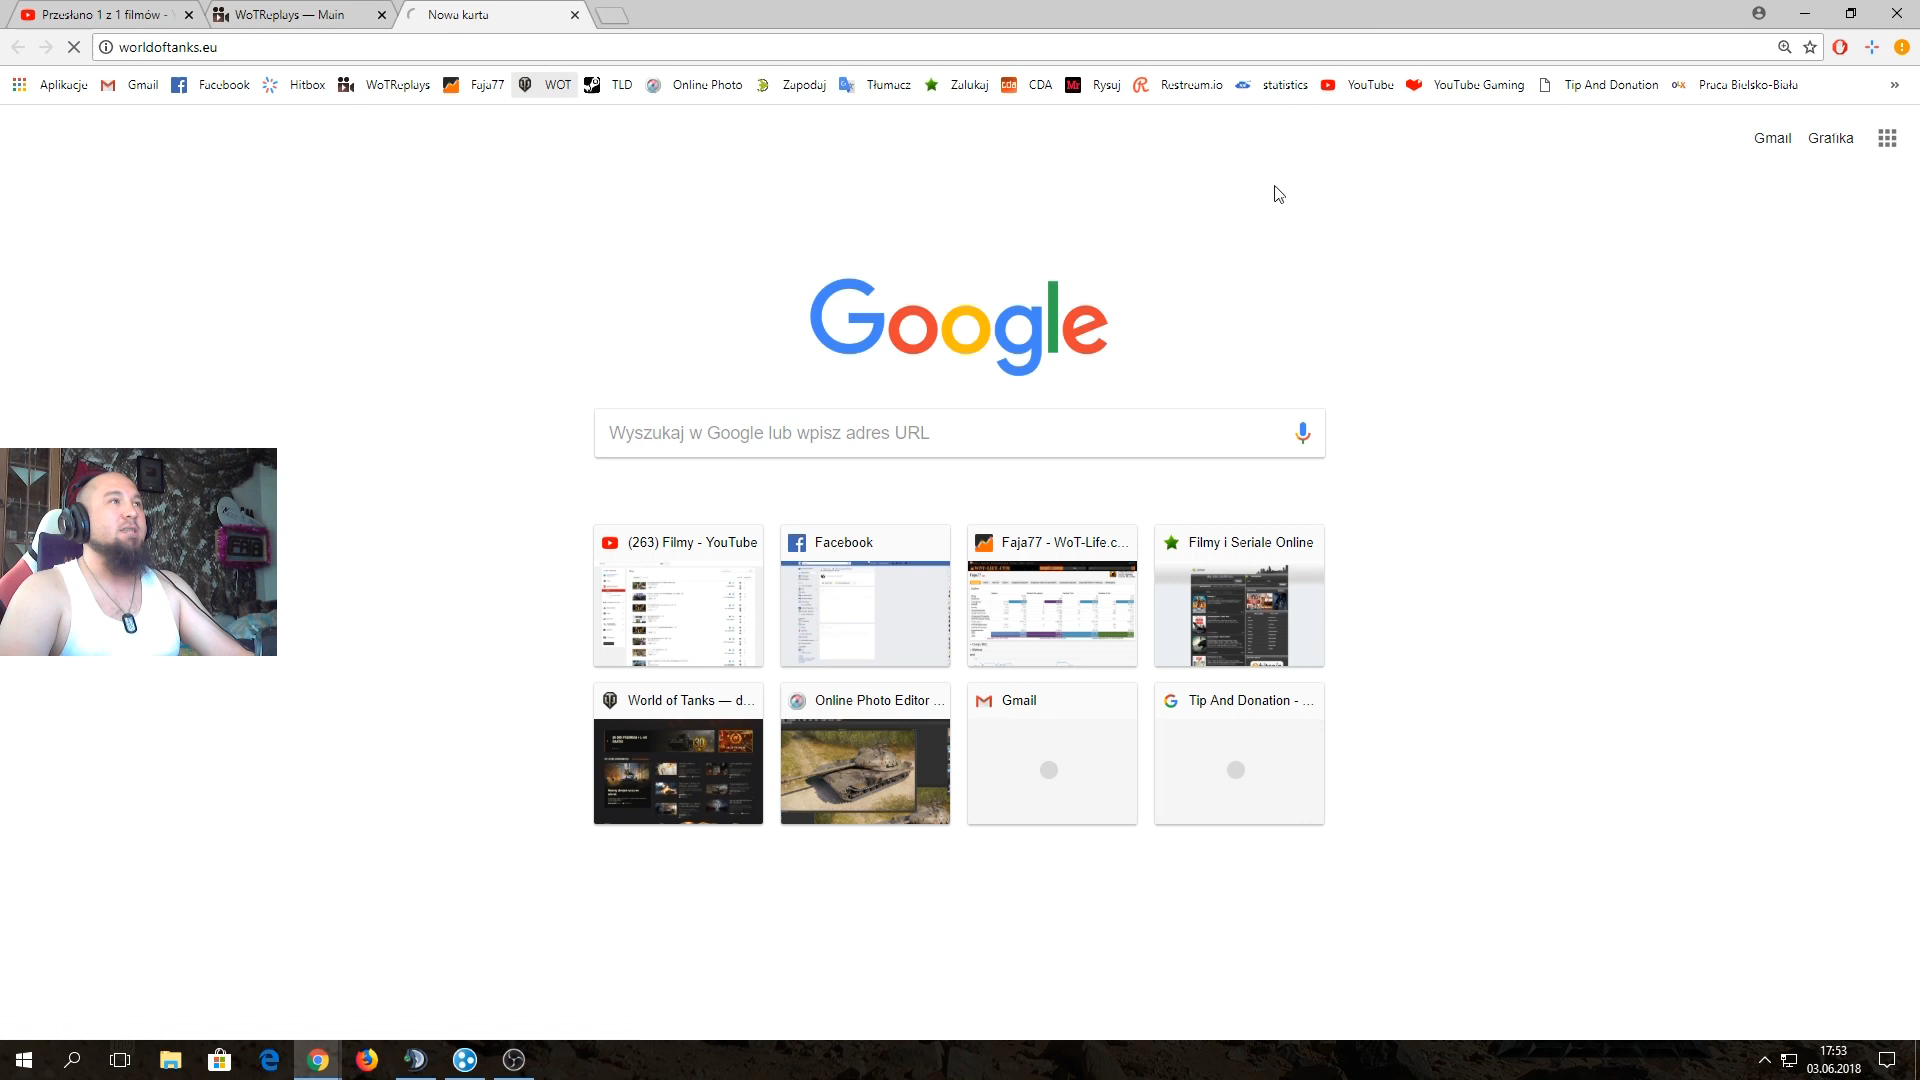 Przesłano 1 z 1 filmów -
WoTReplays — Main
Nowa karta
worldoftanks.eu
Aplikacje
Gmail
Facebook
Hitbox
WoTReplays
Faja77
WOT
TLD
Online Photo
Zapoduj
Tłumacz
Zalukaj
CDA
Rysuj
Restream.io
statistics
YouTube
YouTube Gaming
Tip And Donation
Praca Bielsko-Biała
»
Gmail
Grafika
Google
Wyszukaj w Google lub wpisz adres URL
(263) Filmy - YouTube
Facebook
Faja77 - WoT-Life.c...
Filmy i Seriale Online
World of Tanks — d...
Online Photo Editor ...
Gmail
Tip And Donation - ...
17:53
03.06.2018